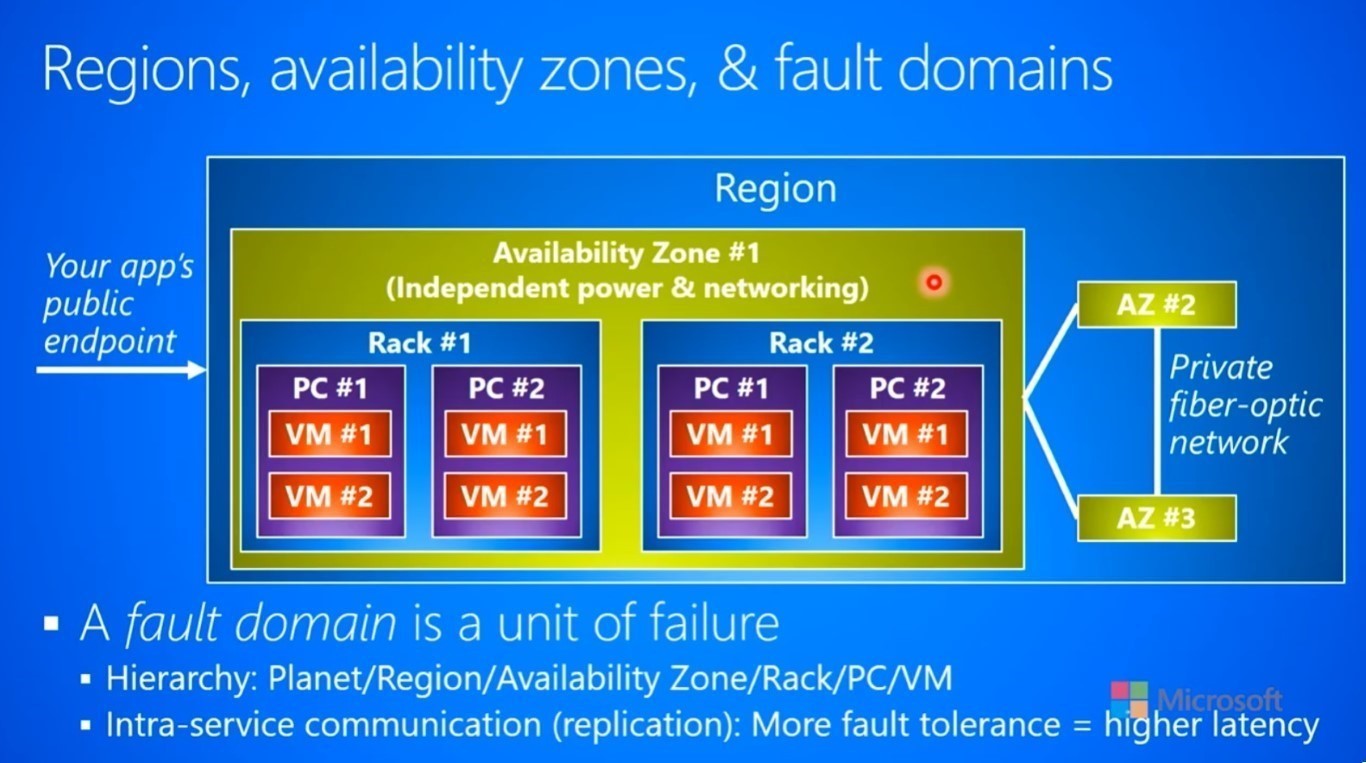 Regions, availability zones, & fault domains
Region
Your app's
public
endpoint
Availability Zone #1
(Independent power & networking)
Rack #1
PC #1
VM #1
VM #2
PC #2
VM #1
VM #2
Rack #2
PC #1
VM #1
VM #2
PC #2
VM #1
VM #2
AZ #2
Private
fiber-optic
network
AZ #3
▪ A fault domain is a unit of failure
▪ Hierarchy: Planet/Region/Availability Zone/Rack/PC/VM
▪ Intra-service communication (replication): More fault tolerance = higher latency
Microsoft